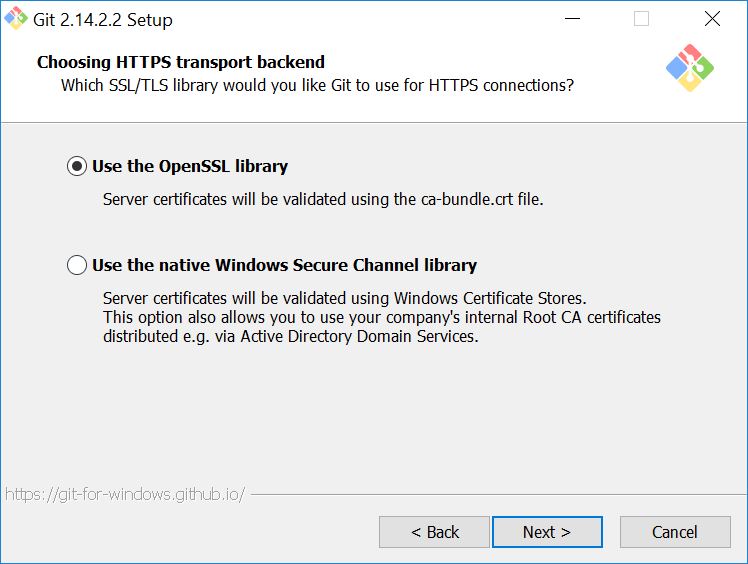 Git 2.14.2.2 Setup
Choosing HTTPS transport backend
Which SSL/TLS library would you like Git to use for HTTPS connections?
Use the OpenSSL library
Server certificates will be validated using the ca-bundle.crt file.
Use the native Windows Secure Channel library
Server certificates will be validated using Windows Certificate Stores.
This option also allows you to use your company's internal Root CA certificates
distributed e.g. via Active Directory Domain Services.
https://git-for-windows.github.io/
< Back
Next >
Cancel